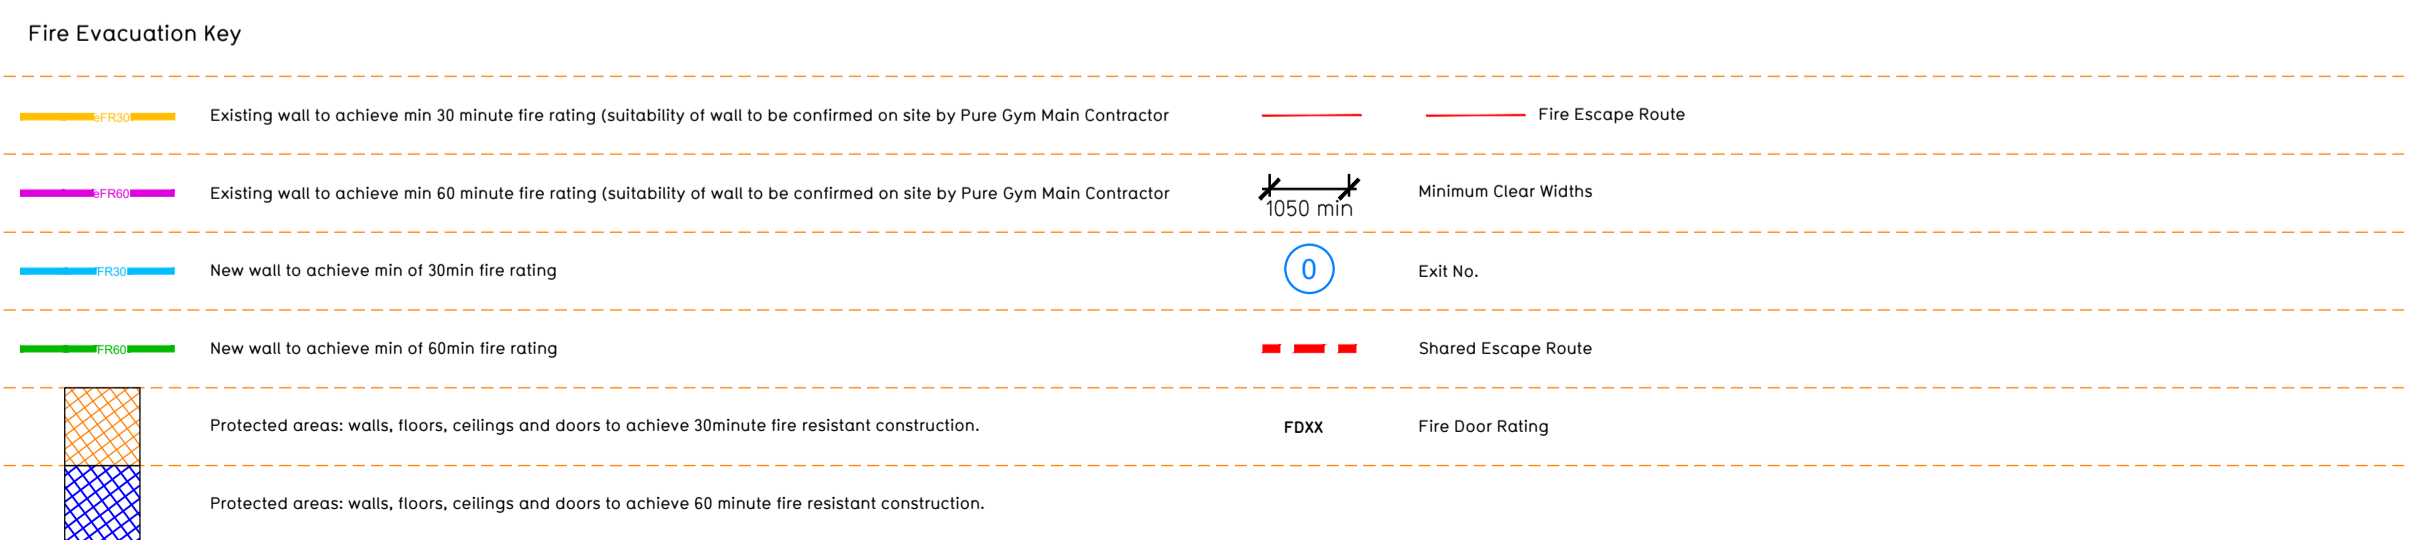 Fire Evacuation Key
eFR30
Existing wall to achieve min 30 minute fire rating (suitability of wall to be confirmed on site by Pure Gym Main Contractor
Fire Escape Route
eFR60
Existing wall to achieve min 60 minute fire rating (suitability of wall to be confirmed on site by Pure Gym Main Contractor
1050 min
Minimum Clear Widths
FR30
New wall to achieve min of 30min fire rating
0
Exit No.
FR60
New wall to achieve min of 60min fire rating
Shared Escape Route
Protected areas: walls, floors, ceilings and doors to achieve 30minute fire resistant construction.
FDXX
Fire Door Rating
Protected areas: walls, floors, ceilings and doors to achieve 60 minute fire resistant construction.